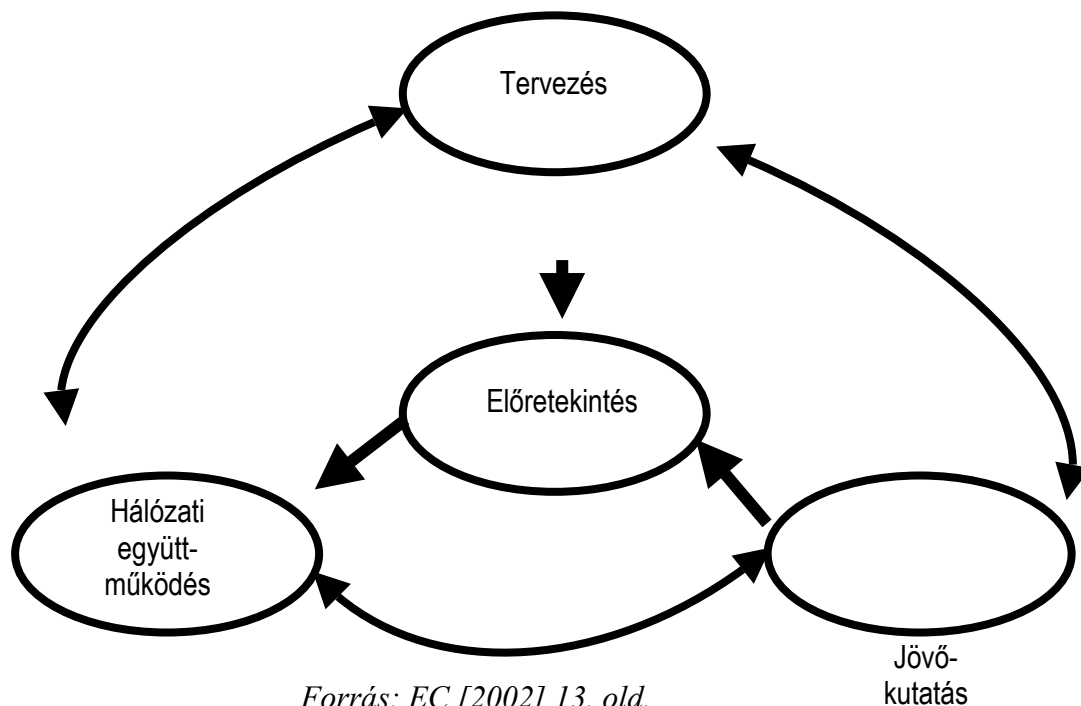 Tervezés
Előretekintés
Hálózati
együtt-
működés
Jövő-
kutatás
Forrás: EC [2002] 13. old.